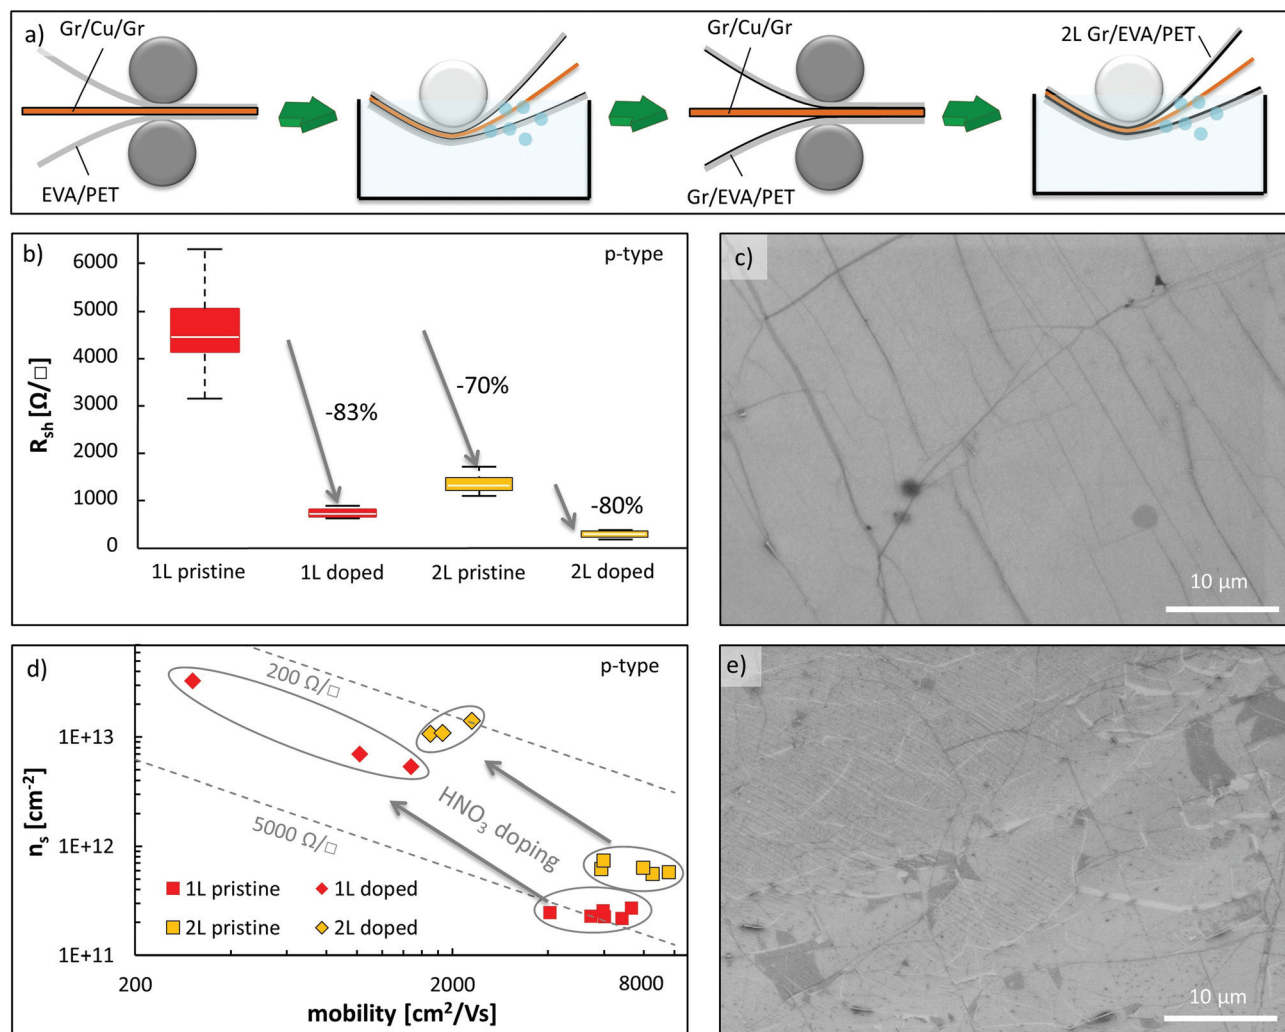 a)
Gr/Cu/Gr
EVA/PET
Gr/Cu/Gr
Gr/EVA/PET
2L Gr/EVA/PET
b)
p-type
6000
5000
4000
3000
2000
1000
0
Rsh [Ω/□]
-83%
-70%
-80%
1L pristine
1L doped
2L pristine
2L doped
c)
10 µm
d)
p-type
200 Ω/□
5000 Ω/□
HNO₃ doping
1E+13
1E+12
1E+11
ns [cm⁻²]
1L pristine
1L doped
2L pristine
2L doped
200
2000
8000
mobility [cm²/Vs]
e)
10 µm